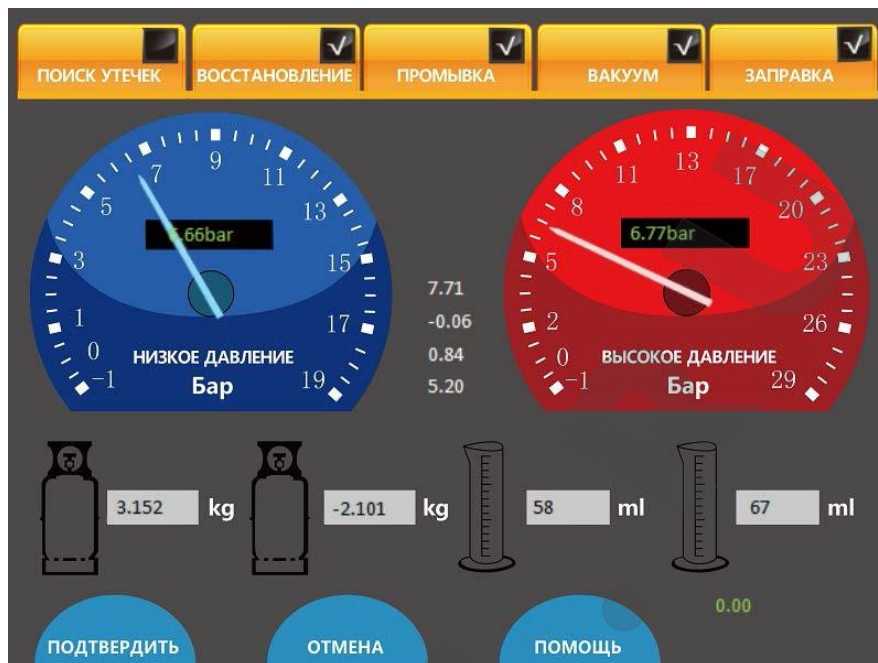 ПОИСК УТЕЧЕК
ВОССТАНОВЛЕНИЕ
ПРОМЫВКА
ВАКУУМ
ЗАПРАВКА
-1
0
1
3
5
7
9
11
13
15
17
19
6.66bar
НИЗКОЕ ДАВЛЕНИЕ
Бар
7.71
-0.06
0.84
5.20
-1
0
2
5
8
11
13
17
20
23
26
29
6.77bar
ВЫСОКОЕ ДАВЛЕНИЕ
Бар
3.152 kg
-2.101 kg
58 ml
67 ml
0.00
ПОДТВЕРДИТЬ
ОТМЕНА
ПОМОЩЬ